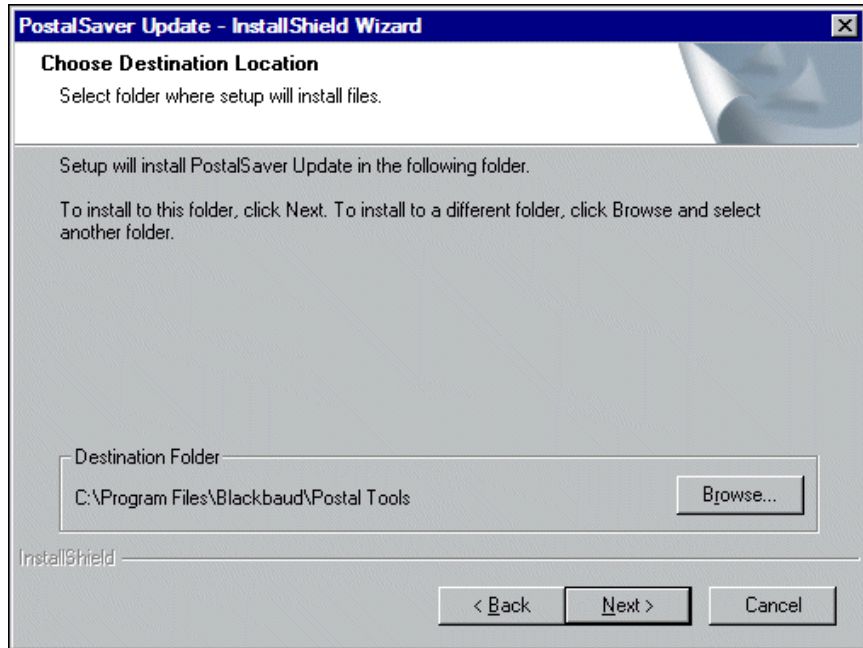 PostalSaver Update - InstallShield Wizard
Choose Destination Location
Select folder where setup will install files.
Setup will install PostalSaver Update in the following folder.
To install to this folder, click Next. To install to a different folder, click Browse and select
another folder.
Destination Folder
C:\Program Files\Blackbaud\Postal Tools
Browse...
InstallShield
< Back
Next >
Cancel